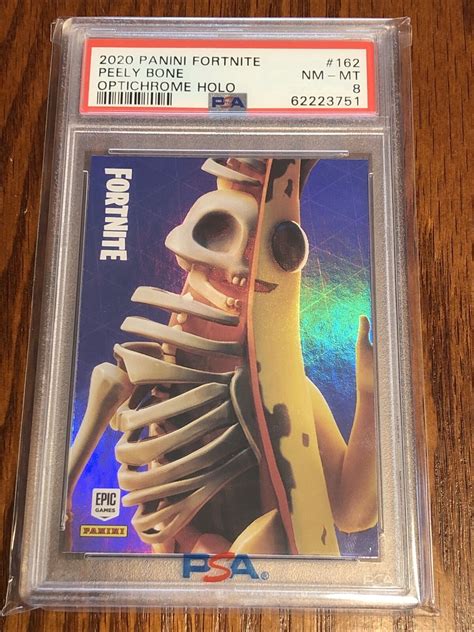 2020 PANINI FORTNITE #162
PEELY BONE NM – MT 8
OPTICHROME HOLO
PSA 62223751
FORTNITE
EPIC
GAMES
PANINI
PSA®